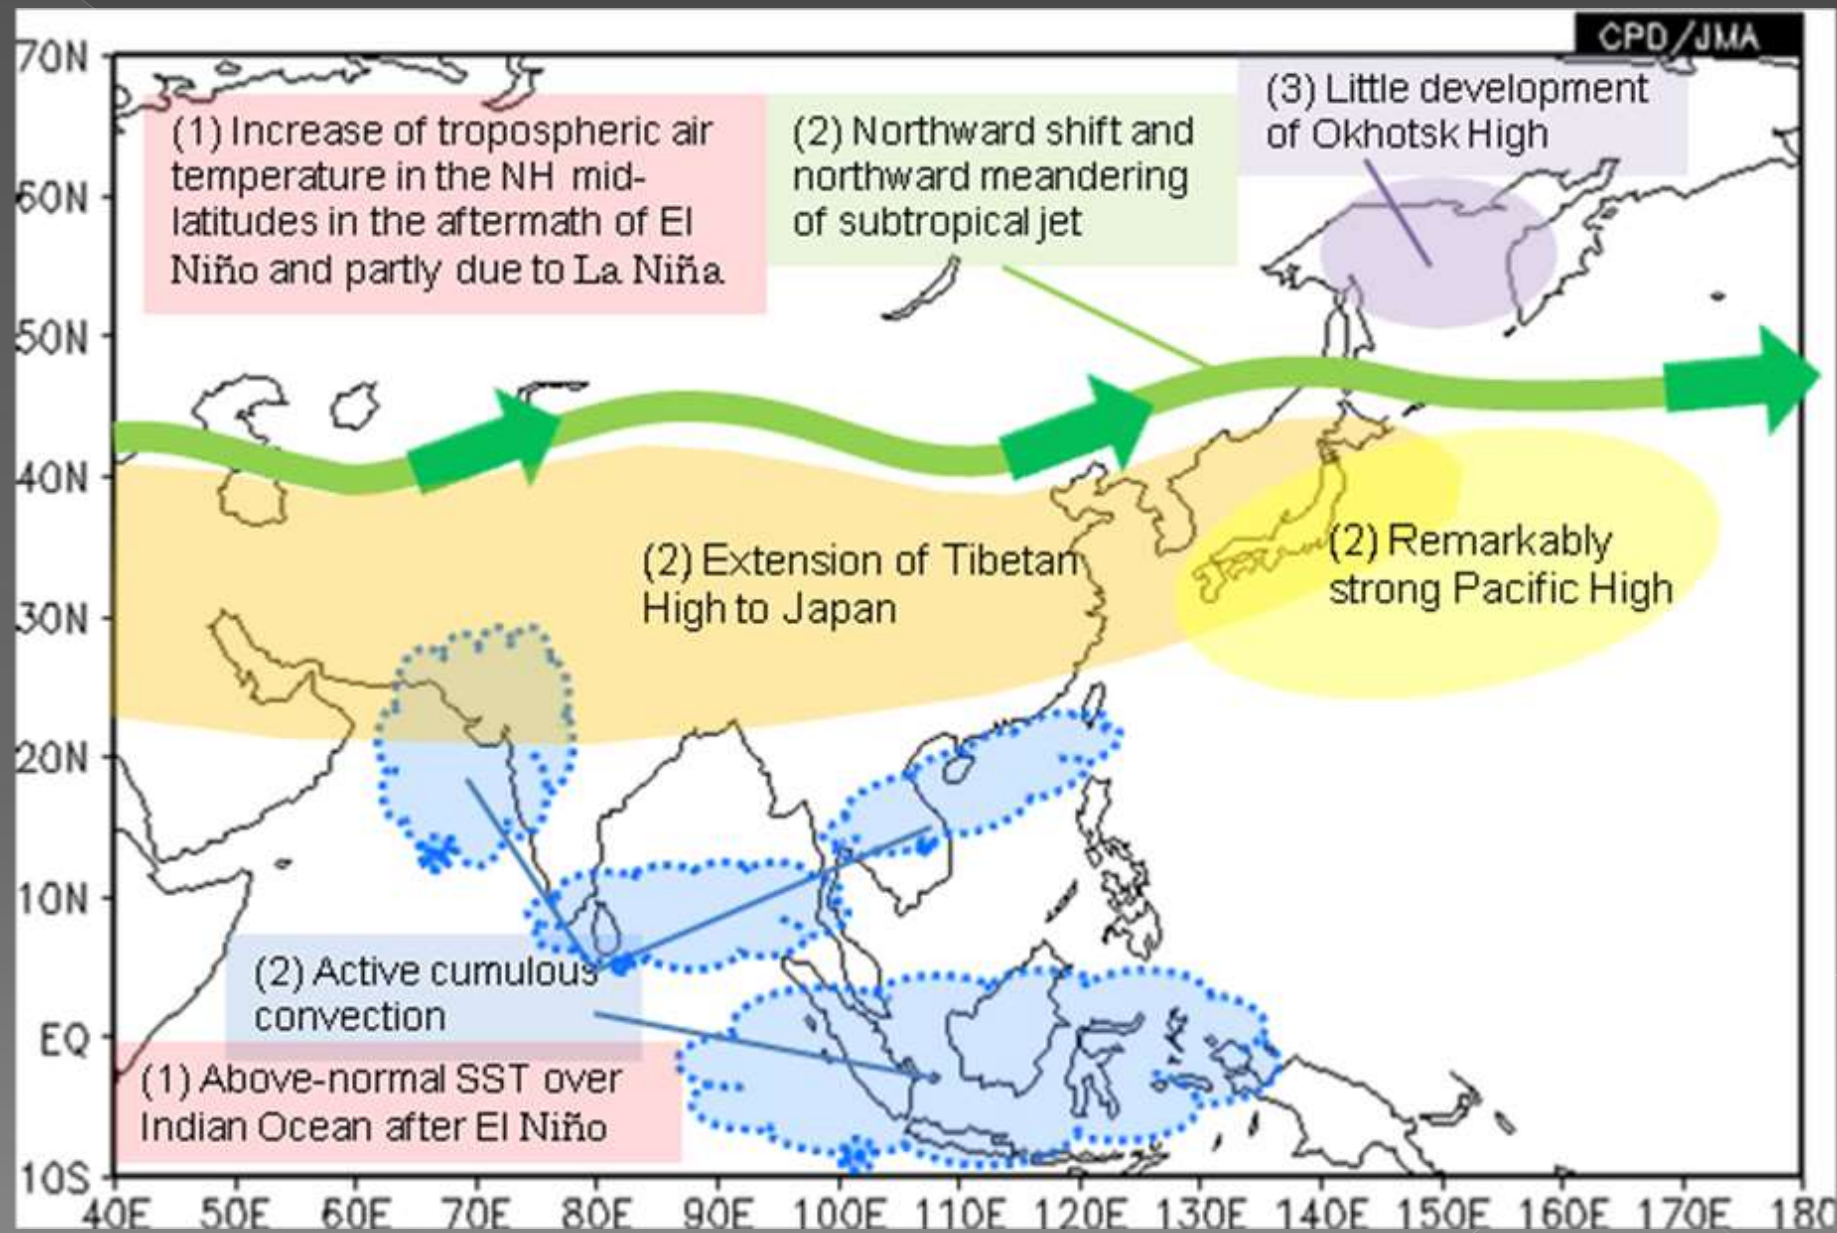 CPD/JMA
70N
60N
50N
40N
30N
20N
10N
EQ
10S
(1) Increase of tropospheric air
temperature in the NH mid-
latitudes in the aftermath of El
Niño and partly due to La Niña
(2) Northward shift and
northward meandering
of subtropical jet
(3) Little development
of Okhotsk High
(2) Extension of Tibetan
High to Japan
(2) Remarkably
strong Pacific High
(2) Active cumulous
convection
(1) Above-normal SST over
Indian Ocean after El Niño
40E 50E 60E 70E 80E 90E 100E 110E 120E 130E 140E 150E 160E 170E 180